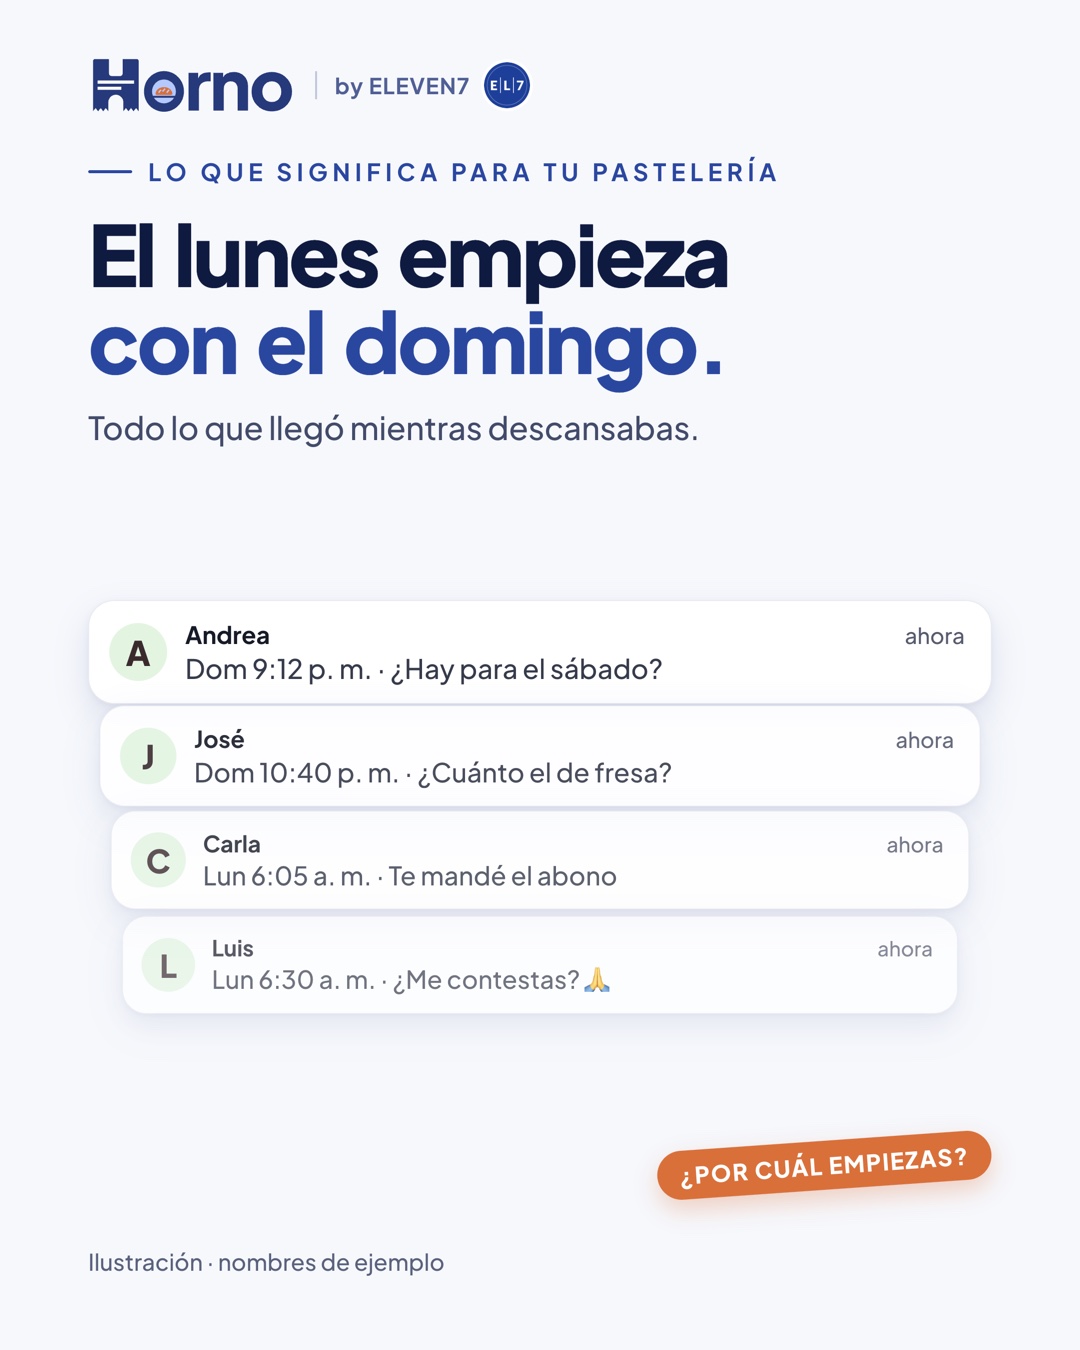 Horno by ELEVEN7 E|L|7
LO QUE SIGNIFICA PARA TU PASTELERÍA
El lunes empieza
con el domingo.
Todo lo que llegó mientras descansabas.
A Andrea ahora
Dom 9:12 p. m. · ¿Hay para el sábado?
J José ahora
Dom 10:40 p. m. · ¿Cuánto el de fresa?
C Carla ahora
Lun 6:05 a. m. · Te mandé el abono
L Luis ahora
Lun 6:30 a. m. · ¿Me contestas?🙏
¿POR CUÁL EMPIEZAS?
Ilustración · nombres de ejemplo